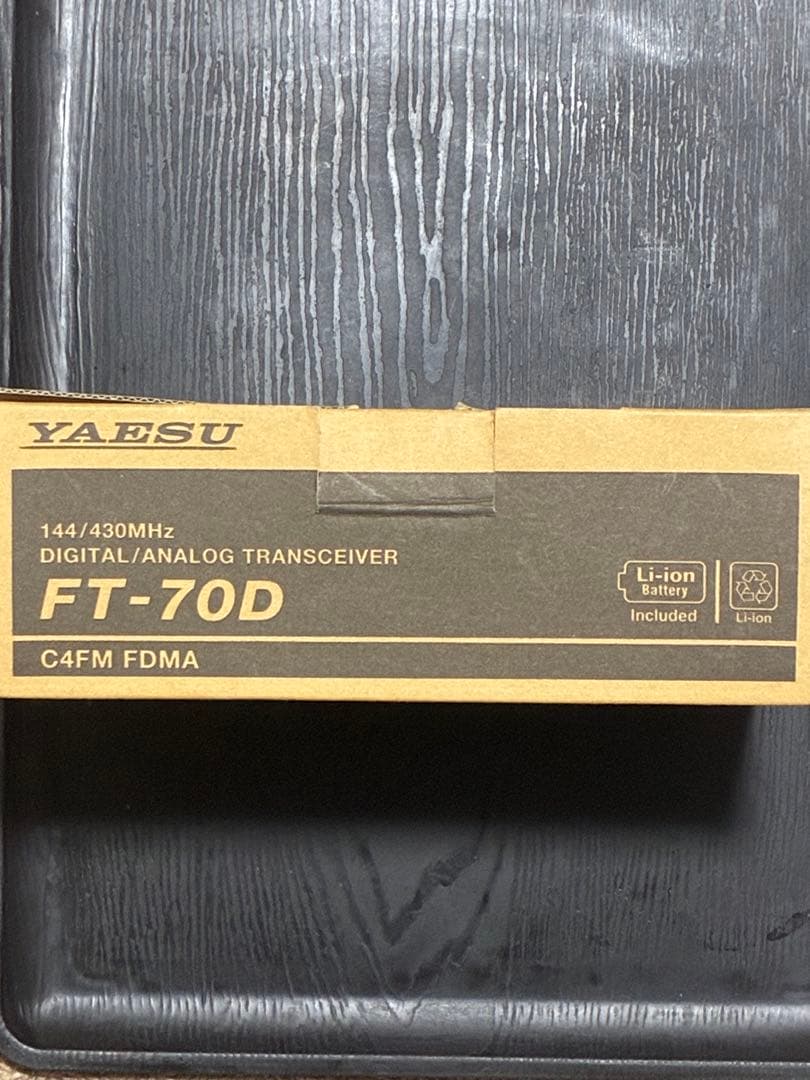 YAESU
144/430MHz
DIGITAL/ANALOG TRANSCEIVER
FT-70D
Li-ion
Battery
Included
Li-ion
C4FM FDMA